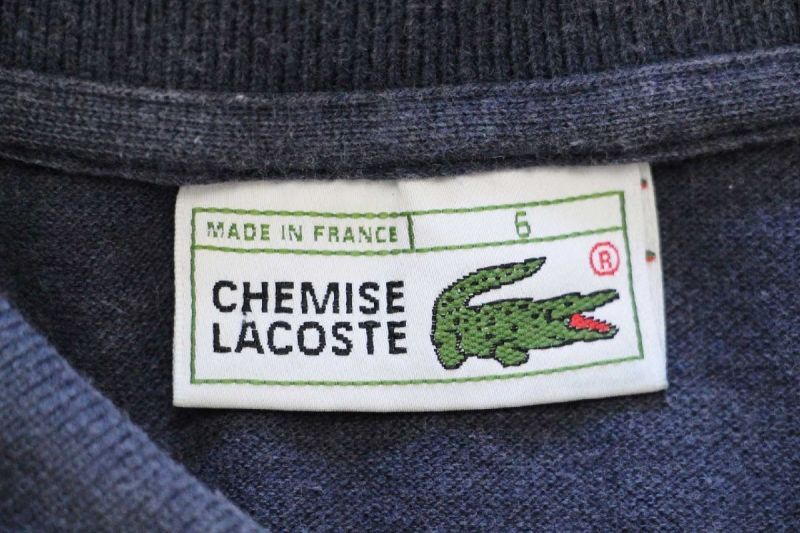 MADE IN FRANCE 6
®
CHEMISE
LACOSTE